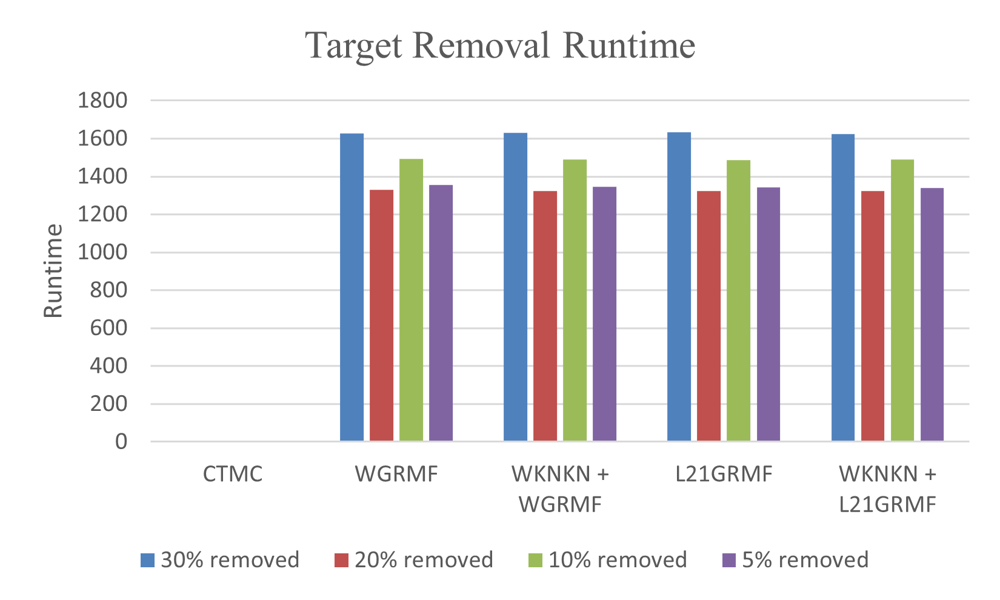 Target Removal Runtime
1800
1600
1400
1200
1000
800
600
400
200
0
Runtime
CTMC
WGRMF
WKNKN +
WGRMF
L21GRMF
WKNKN +
L21GRMF
30% removed
20% removed
10% removed
5% removed